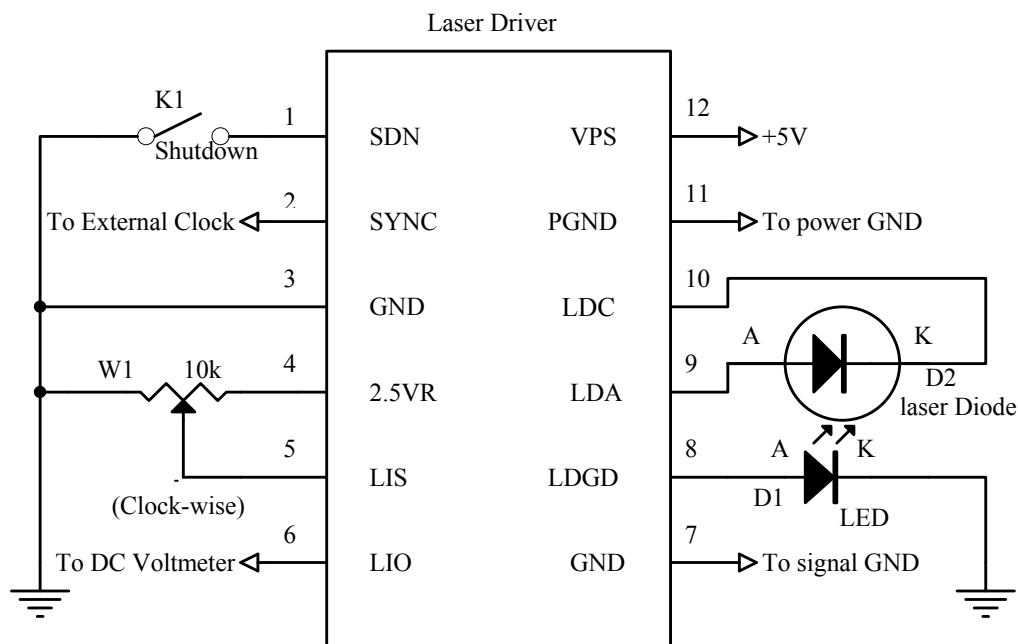 Laser Driver
K1
1
SDN
VPS
12
+5V
Shutdown
To External Clock
2
SYNC
PGND
11
To power GND
3
GND
LDC
10
A
K
W1
10k
4
2.5VR
LDA
9
D2
laser Diode
5
LIS
LDGD
8
A
K
D1
LED
(Clock-wise)
To DC Voltmeter
6
LIO
GND
7
To signal GND